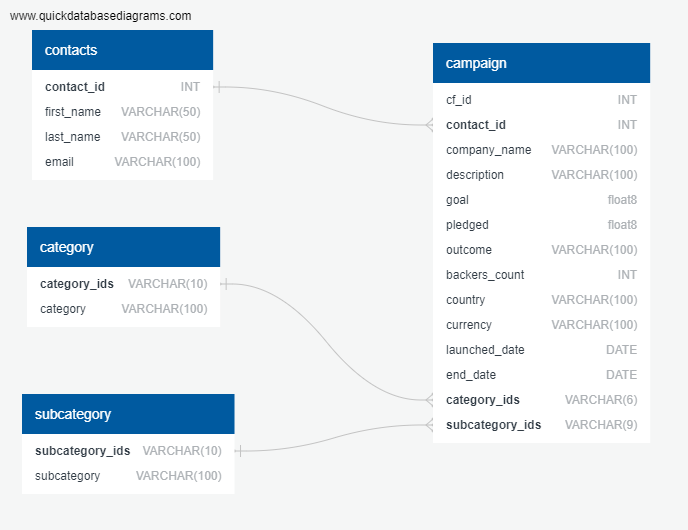 www.quickdatabasediagrams.com
contacts
contact_id INT
first_name VARCHAR(50)
last_name VARCHAR(50)
email VARCHAR(100)
category
category_ids VARCHAR(10)
category VARCHAR(100)
subcategory
subcategory_ids VARCHAR(10)
subcategory VARCHAR(100)
campaign
cf_id INT
contact_id INT
company_name VARCHAR(100)
description VARCHAR(100)
goal float8
pledged float8
outcome VARCHAR(100)
backers_count INT
country VARCHAR(100)
currency VARCHAR(100)
launched_date DATE
end_date DATE
category_ids VARCHAR(6)
subcategory_ids VARCHAR(9)